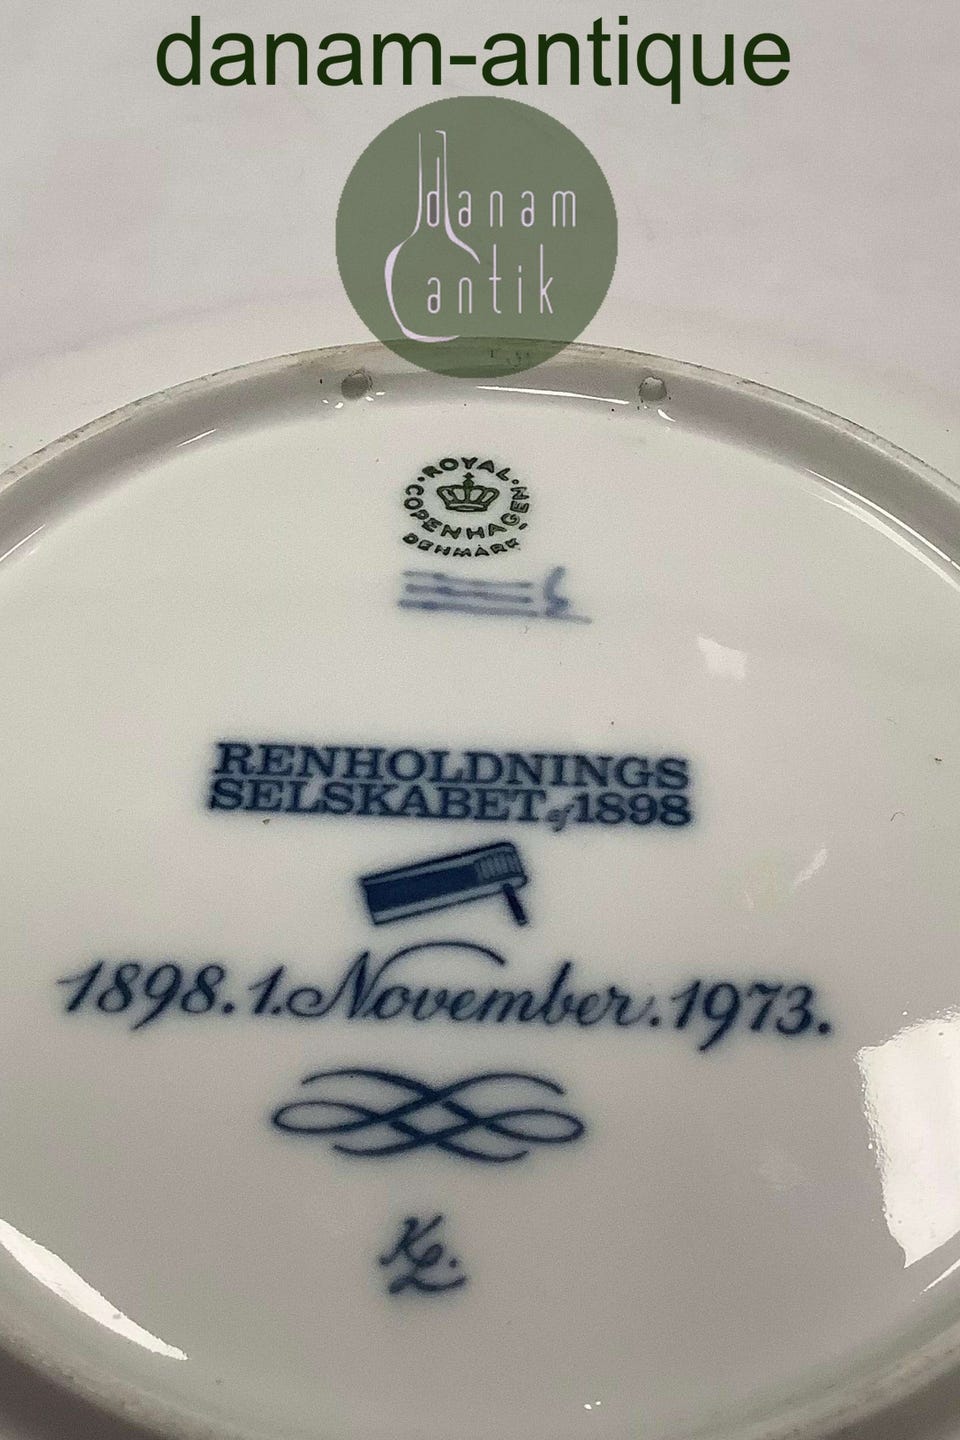 danam-antique
danam
antik
ROYAL
COPENHAGEN
DENMARK
RENHOLDNINGS
SELSKABET af 1898
1898. 1. November. 1973.